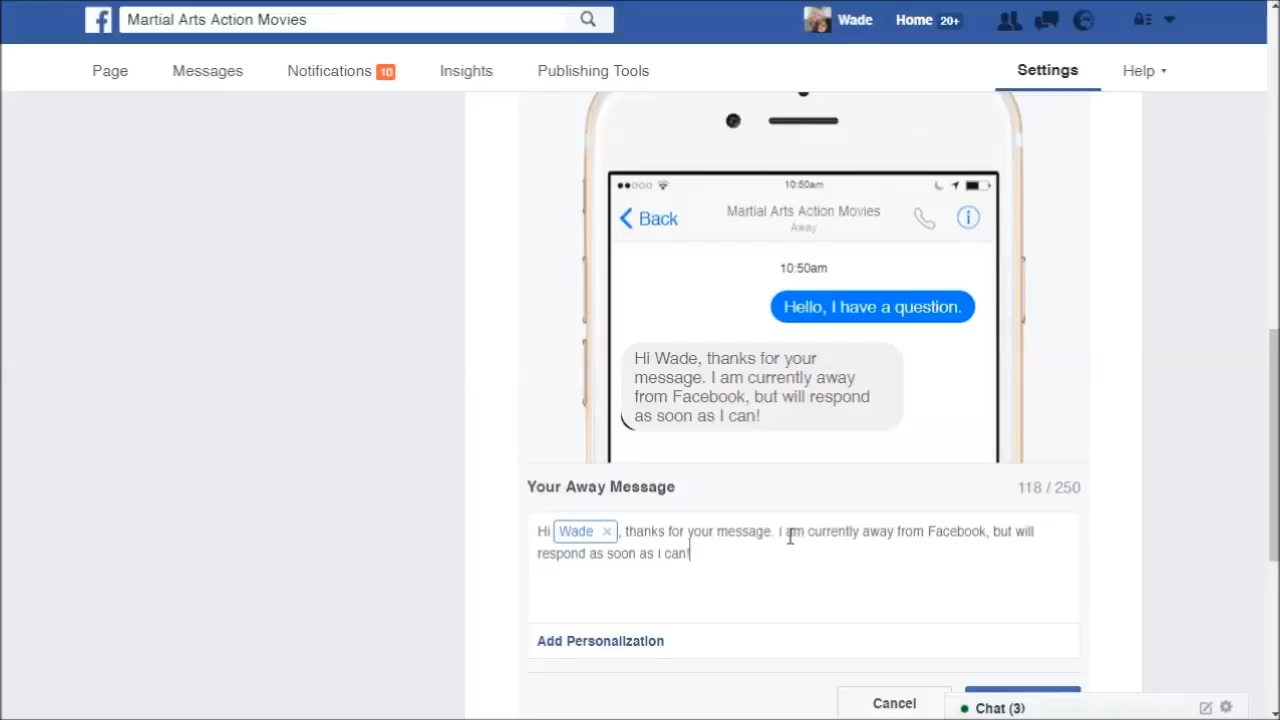 f Martial Arts Action Movies Wade Home 20+
Page Messages Notifications 10 Insights Publishing Tools Settings Help
10:50am
Back Martial Arts Action Movies
Away
10:50am
Hello, I have a question.
Hi Wade, thanks for your
message. I am currently away
from Facebook, but will respond
as soon as I can!
Your Away Message 118 / 250
Hi Wade ×, thanks for your message. I am currently away from Facebook, but will
respond as soon as I can!
Add Personalization
Cancel
Chat (3)